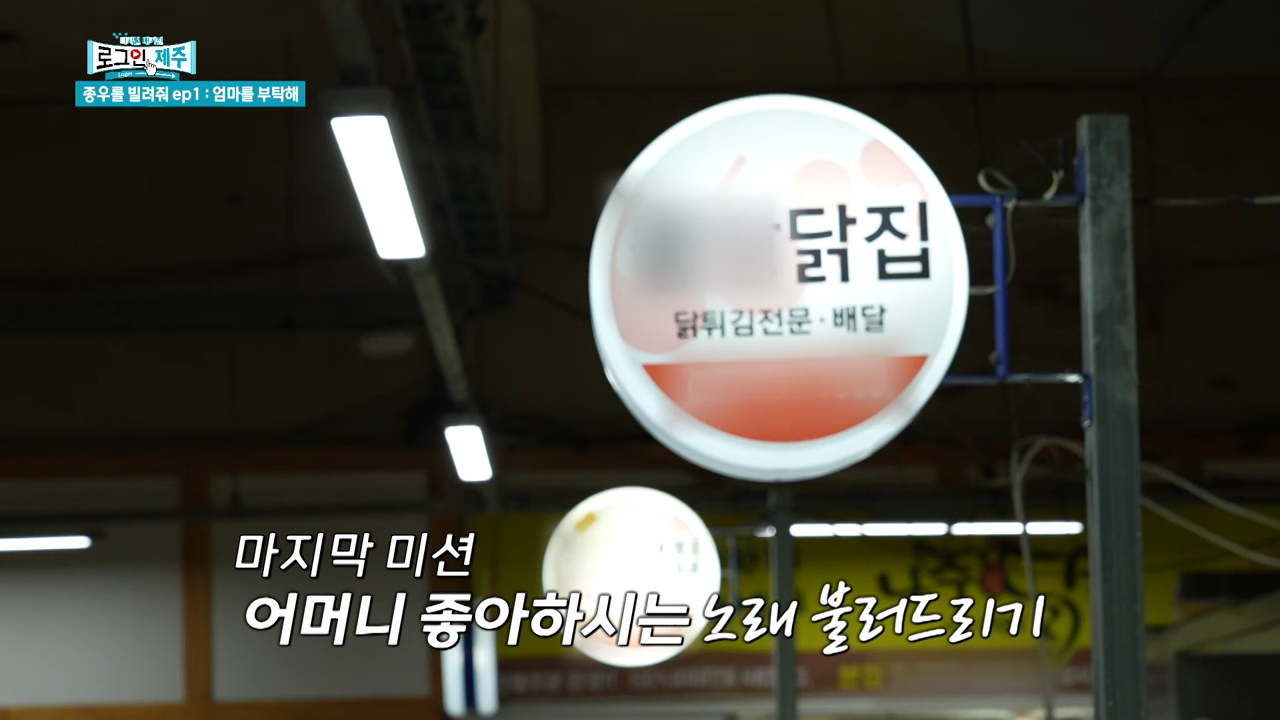 로그인 제주
Login
종우를 빌려줘 ep1 : 엄마를 부탁해
닭집
닭튀김전문·배달
마지막 미션
어머니 좋아하시는 노래 불러드리기